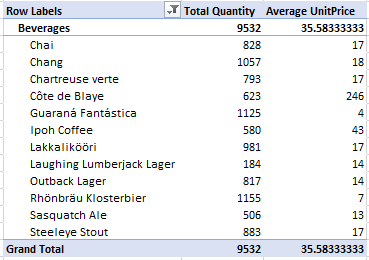 Row Labels Total Quantity Average UnitPrice
Beverages 9532 35.58333333
Chai 828 17
Chang 1057 18
Chartreuse verte 793 17
Côte de Blaye 623 246
Guaraná Fantástica 1125 4
Ipoh Coffee 580 43
Lakkalikööri 981 17
Laughing Lumberjack Lager 184 14
Outback Lager 817 14
Rhönbräu Klosterbier 1155 7
Sasquatch Ale 506 13
Steeleye Stout 883 17
Grand Total 9532 35.58333333